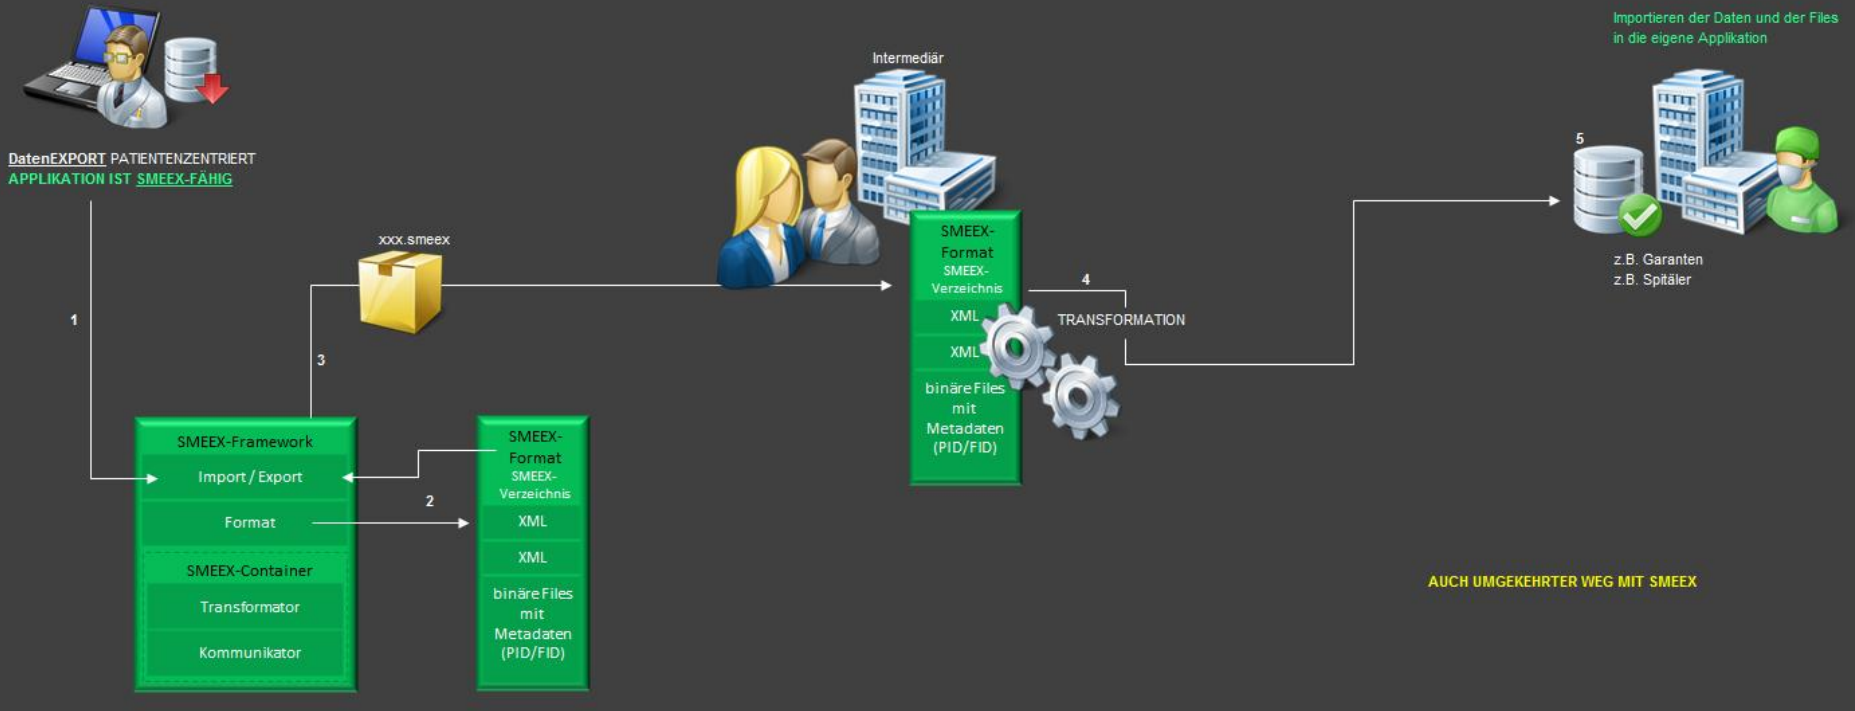 Importieren der Daten und der Files
in die eigene Applikation
Intermediär
5
DatenEXPORT PATIENTENZENTRIERT
APPLIKATION IST SMEEX-FÄHIG
xxx.smeex
z.B. Garanten
z.B. Spitäler
SMEEX-
Format
SMEEX-
Verzeichnis
XML
XML
binäre Files
mit
Metadaten
(PID/FID)
4
TRANSFORMATION
1
3
SMEEX-Framework
Import / Export
Format
SMEEX-Container
Transformator
Kommunikator
2
SMEEX-
Format
SMEEX-
Verzeichnis
XML
XML
binäre Files
mit
Metadaten
(PID/FID)
AUCH UMGEKEHRTER WEG MIT SMEEX